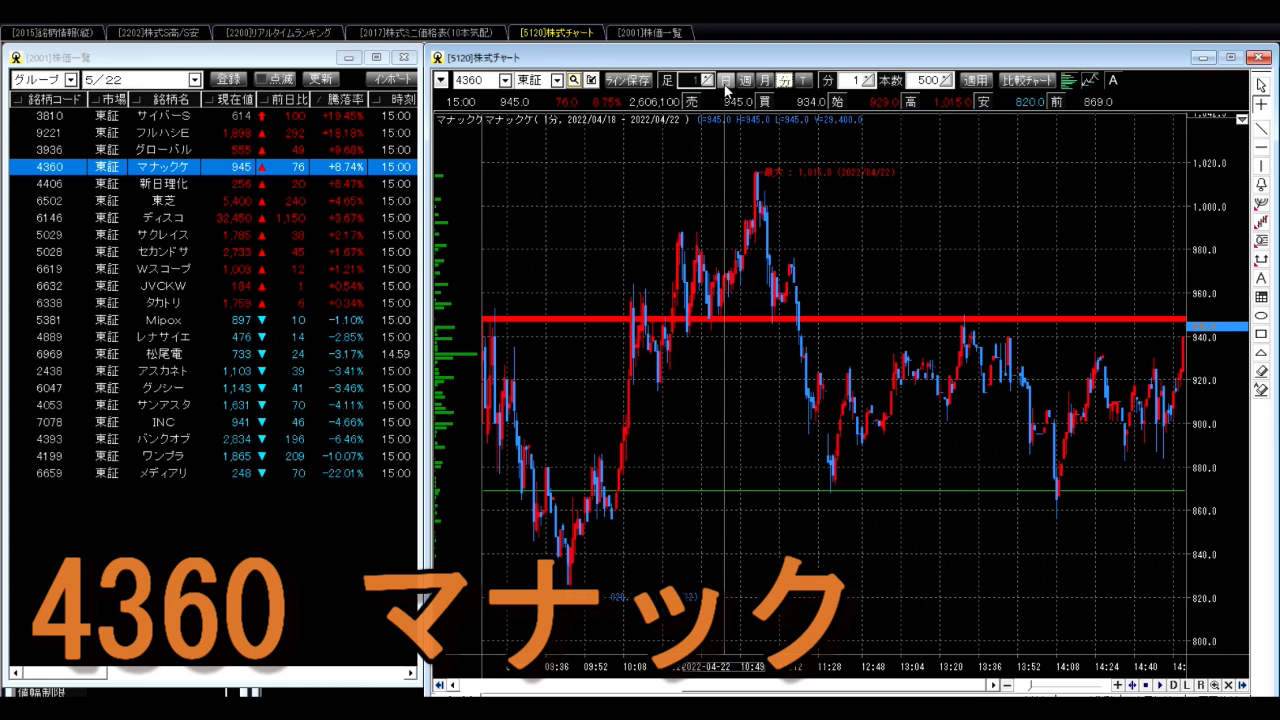 [2015]銘柄情報(縦) [2202]株式S高/S安 [2200]リアルタイムランキング [2017]株式ミニ価格表(10本気配) [5120]株式チャート [2001]株価一覧
[2001]株価一覧
グループ 5/22 登録 点滅 更新 インポート
銘柄コード 市場 銘柄名 現在値 前日比 騰落率 時刻
3810 東証 サイバーS 614 100 +19.45% 15:00
9221 東証 フルハシE 1,898 292 +18.18% 15:00
3936 東証 グローバル 555 49 +9.68% 15:00
4360 東証 マナックケ 945 ▲ 76 +8.74% 15:00
4406 東証 新日理化 256 ▲ 20 +8.47% 15:00
6502 東証 東芝 5,400 ▲ 240 +4.65% 15:00
6146 東証 ディスコ 32,450 ▲ 1,150 +3.67% 15:00
5029 東証 サクレイス 1,785 ▲ 38 +2.17% 15:00
5028 東証 セカンドサ 2,733 ▲ 45 +1.67% 15:00
6619 東証 Wスコープ 1,003 ▲ 12 +1.21% 15:00
6632 東証 JVCKW 184 ▲ 1 +0.54% 15:00
6338 東証 タカトリ 1,759 ▲ 6 +0.34% 15:00
5381 東証 Mipox 897 ▼ 10 -1.10% 15:00
4889 東証 レナサイエ 476 ▼ 14 -2.85% 15:00
6969 東証 松尾電 733 ▼ 24 -3.17% 14:59
2438 東証 アスカネト 1,103 ▼ 39 -3.41% 15:00
6047 東証 グノシー 1,143 ▼ 41 -3.46% 15:00
4053 東証 サンアスタ 1,631 ▼ 70 -4.11% 15:00
7078 東証 INC 941 ▼ 46 -4.66% 15:00
4393 東証 バンクオブ 2,834 ▼ 196 -6.46% 15:00
4199 東証 ワンプラ 1,865 ▼ 209 -10.07% 15:00
6659 東証 メディアリ 248 ▼ 70 -22.01% 15:00
値幅制限
[5120]株式チャート
4360 東証 ライン保存 足 1 日 週 月 分 T 分 1 本数 500 適用 比較チャート A
15:00 945.0 76.0 8.75% 2,606,100 売 945.0 買 934.0 始 929.0 高 1,015.0 安 820.0 前 869.0
マナックケ マナックケ( 1分, 2022/04/18 - 2022/04/22 ) H=945.0 L=945.0 V=29,400.0
最大 : 1,015.0 (2022/04/22)
1,020.0
1,000.0
980.0
960.0
940.0
920.0
900.0
880.0
860.0
840.0
820.0
800.0
09:36 09:52 10:08 2022-04-22 10:49 11:28 12:48 13:04 13:20 13:36 13:52 14:08 14:24 14:40
D L R
4360 マナック